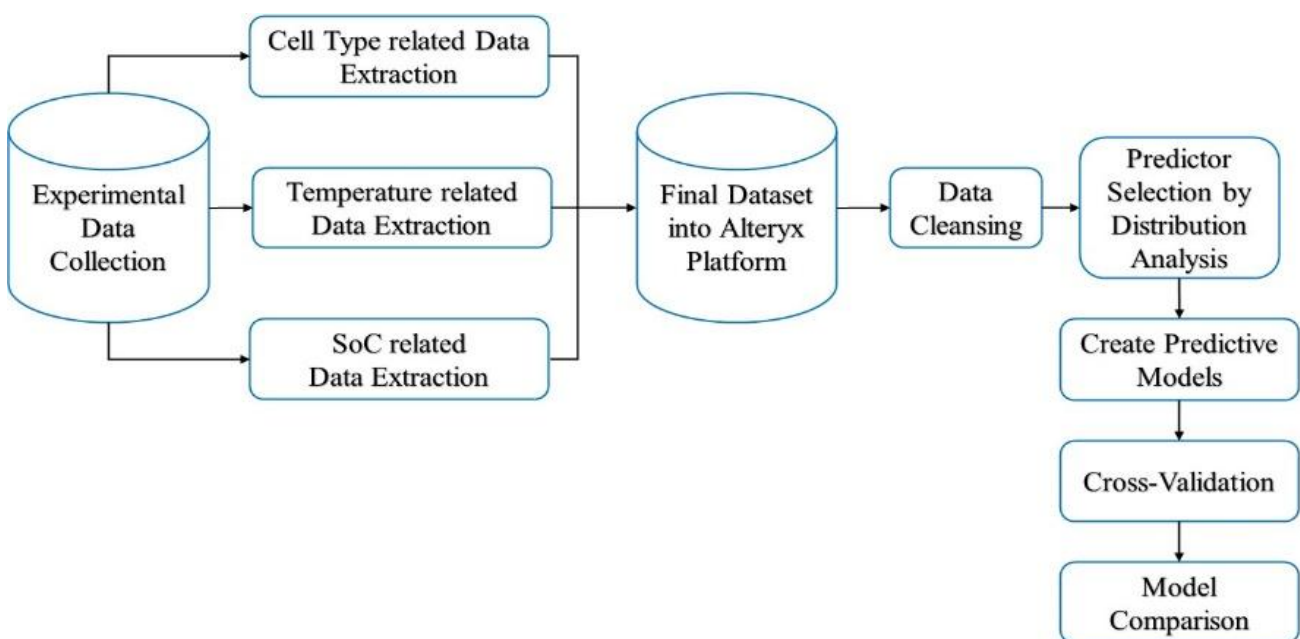 Cell Type related Data
Extraction
Experimental
Data
Collection
Temperature related
Data Extraction
SoC related
Data Extraction
Final Dataset
into Alteryx
Platform
Data
Cleansing
Predictor
Selection by
Distribution
Analysis
Create Predictive
Models
Cross-Validation
Model
Comparison